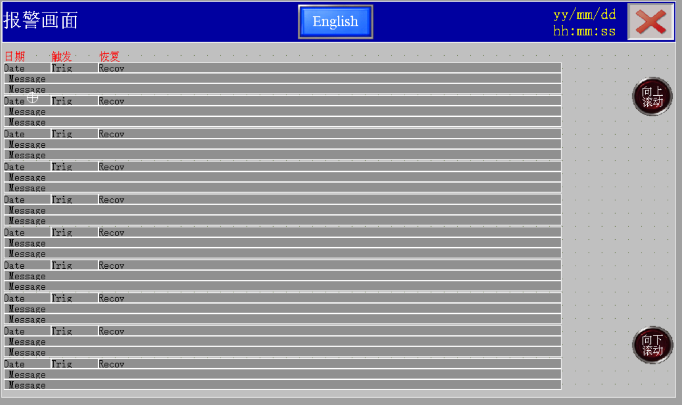 报警画面
English
yy/mm/dd
hh:mm:ss
日期 触发 恢复
Date Trig Recov
Message
Message
Date Trig Recov
Message
Message
Date Trig Recov
Message
Message
Date Trig Recov
Message
Message
Date Trig Recov
Message
Message
Date Trig Recov
Message
Message
Date Trig Recov
Message
Message
Date Trig Recov
Message
Message
Date Trig Recov
Message
Message
Date Trig Recov
Message
Message
向上
滚动
向下
滚动